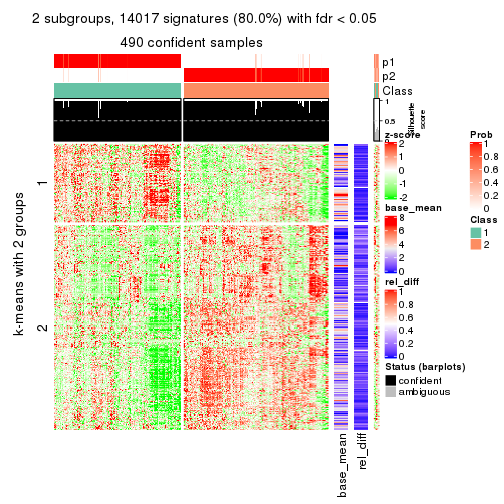 2 subgroups, 14017 signatures (80.0%) with fdr < 0.05
490 confident samples
p1
p2
Class
1
0.5
0
Silhouette
score
k-means with 2 groups
1
2
base_mean
rel_diff
z-score
2
1
0
-1
-2
base_mean
8
6
4
2
0
rel_diff
1
0.8
0.6
0.4
0.2
0
Status (barplots)
confident
ambiguous
Prob
1
0.8
0.6
0.4
0.2
0
Class
1
2